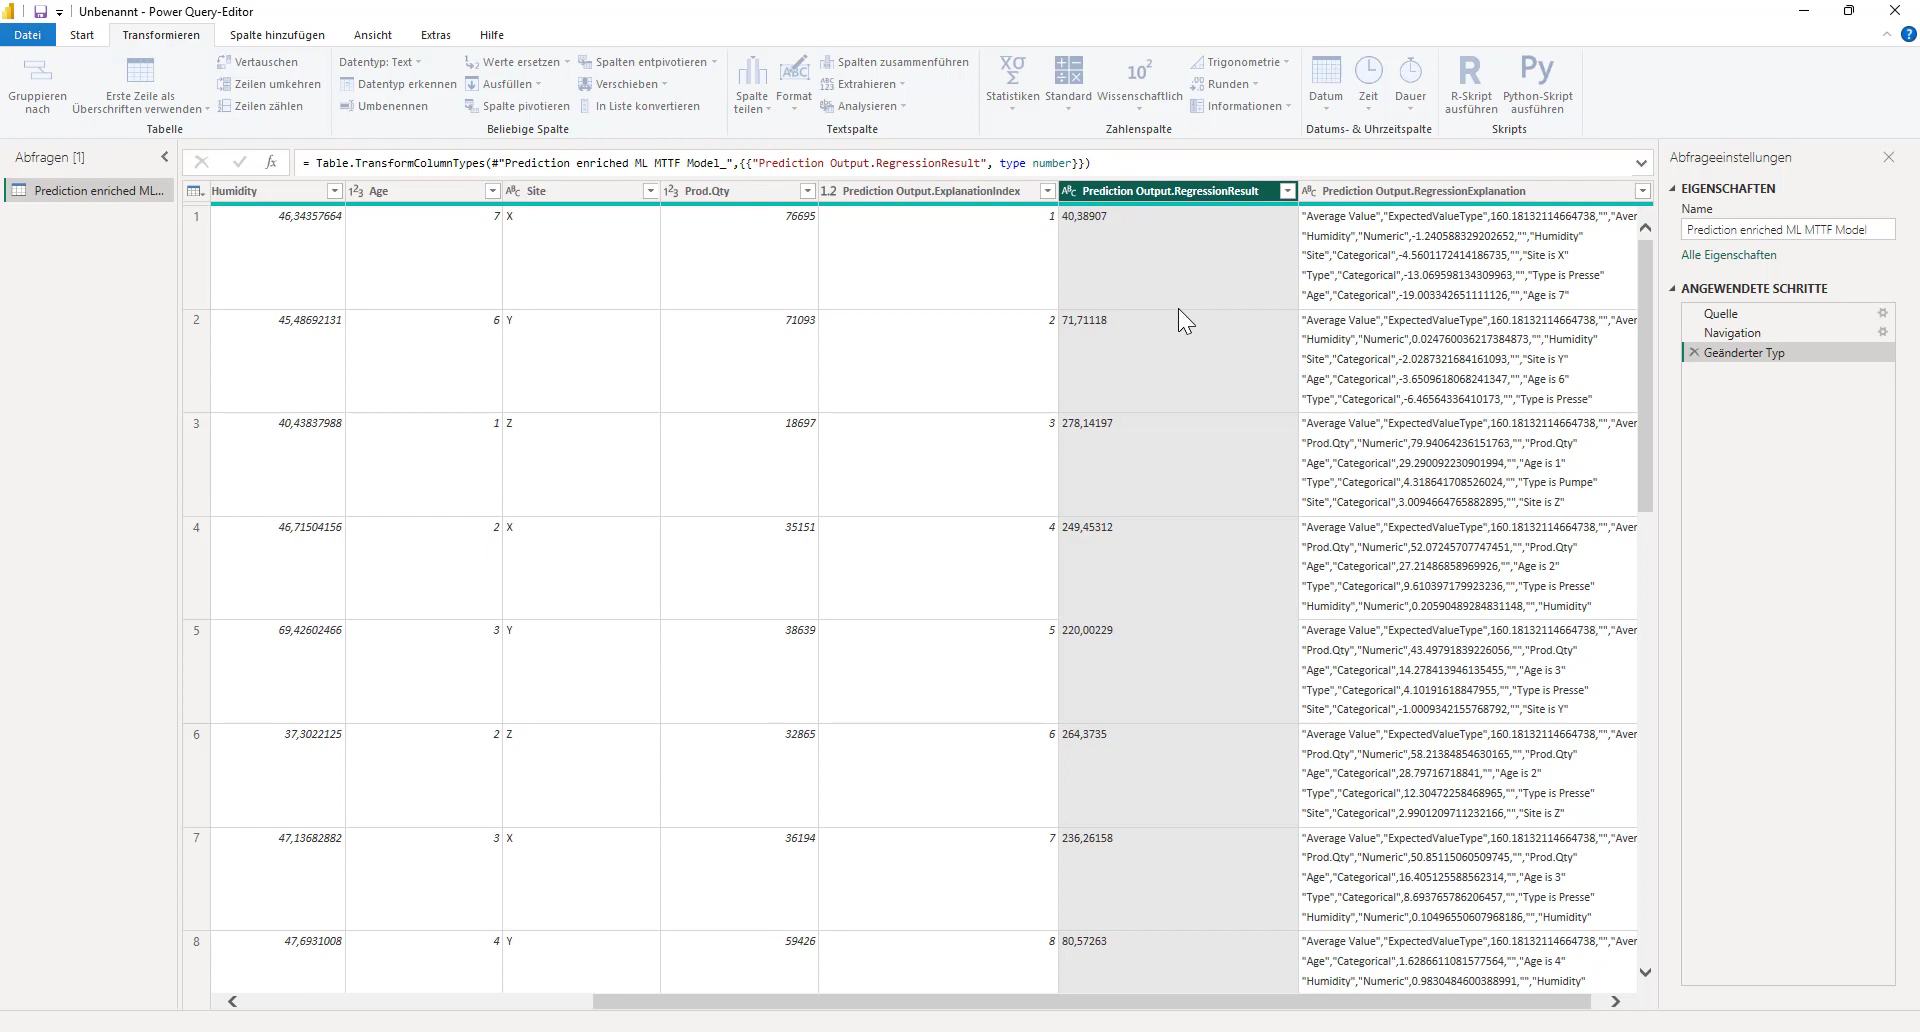 Unbenannt - Power Query-Editor
Datei Start Transformieren Spalte hinzufügen Ansicht Extras Hilfe
Gruppieren nach
Erste Zeile als Überschriften verwenden
Vertauschen
Zeilen umkehren
Zeilen zählen
Tabelle
Datentyp: Text
Datentyp erkennen
Umbenennen
Werte ersetzen
Ausfüllen
Spalte pivotieren
Spalten entpivotieren
Verschieben
In Liste konvertieren
Beliebige Spalte
Spalte teilen
Format
Spalten zusammenführen
Extrahieren
Analysieren
Textspalte
Statistiken
Standard
Wissenschaftlich
Trigonometrie
Runden
Informationen
Zahlenspalte
Datum
Zeit
Dauer
Datums- & Uhrzeitspalte
R-Skript ausführen
Python-Skript ausführen
Skripts
Abfragen [1]
Prediction enriched ML...
= Table.TransformColumnTypes(#"Prediction enriched ML MTTF Model_",{{"Prediction Output.RegressionResult", type number}})
Humidity 1²3 Age ABC Site 1²3 Prod.Qty 1.2 Prediction Output.ExplanationIndex ABC Prediction Output.RegressionResult ABC Prediction Output.RegressionExplanation
1 46,34357664 7 X 76695 1 40,38907 "Average Value","ExpectedValueType",160.18132114664738,"","Aver
"Humidity","Numeric",-1.240588329202652,"","Humidity"
"Site","Categorical",-4.5601172414186735,"","Site is X"
"Type","Categorical",-13.069598134309963,"","Type is Presse"
"Age","Categorical",-19.003342651111126,"","Age is 7"
2 45,48692131 6 Y 71093 2 71,71118 "Average Value","ExpectedValueType",160.18132114664738,"","Aver
"Humidity","Numeric",0.024760036217384873,"","Humidity"
"Site","Categorical",-2.0287321684161093,"","Site is Y"
"Age","Categorical",-3.6509618068241347,"","Age is 6"
"Type","Categorical",-6.46564336410173,"","Type is Presse"
3 40,43837988 1 Z 18697 3 278,14197 "Average Value","ExpectedValueType",160.18132114664738,"","Aver
"Prod.Qty","Numeric",79.94064236151763,"","Prod.Qty"
"Age","Categorical",29.290092230901994,"","Age is 1"
"Type","Categorical",4.318641708526024,"","Type is Pumpe"
"Site","Categorical",3.0094664765882895,"","Site is Z"
4 46,71504156 2 X 35151 4 249,45312 "Average Value","ExpectedValueType",160.18132114664738,"","Aver
"Prod.Qty","Numeric",52.07245707747451,"","Prod.Qty"
"Age","Categorical",27.21486858969926,"","Age is 2"
"Type","Categorical",9.610397179923236,"","Type is Presse"
"Humidity","Numeric",0.20590489284831148,"","Humidity"
5 69,42602466 3 Y 38639 5 220,00229 "Average Value","ExpectedValueType",160.18132114664738,"","Aver
"Prod.Qty","Numeric",43.49791839226056,"","Prod.Qty"
"Age","Categorical",14.278413946135455,"","Age is 3"
"Type","Categorical",4.10191618847955,"","Type is Presse"
"Site","Categorical",-1.0009342155768792,"","Site is Y"
6 37,3022125 2 Z 32865 6 264,3735 "Average Value","ExpectedValueType",160.18132114664738,"","Aver
"Prod.Qty","Numeric",58.21384854630165,"","Prod.Qty"
"Age","Categorical",28.79716718841,"","Age is 2"
"Type","Categorical",12.30472258468965,"","Type is Presse"
"Site","Categorical",2.9901209711232166,"","Site is Z"
7 47,13682882 3 X 36194 7 236,26158 "Average Value","ExpectedValueType",160.18132114664738,"","Aver
"Prod.Qty","Numeric",50.85115060509745,"","Prod.Qty"
"Age","Categorical",16.405125588562314,"","Age is 3"
"Type","Categorical",8.693765786206457,"","Type is Presse"
"Humidity","Numeric",0.10496550607968186,"","Humidity"
8 47,6931008 4 Y 59426 8 80,57263 "Average Value","ExpectedValueType",160.18132114664738,"","Aver
"Age","Categorical",1.6286611081577564,"","Age is 4"
"Humidity","Numeric",0.9830484600388991,"","Humidity"
Abfrageeinstellungen
EIGENSCHAFTEN
Name
Prediction enriched ML MTTF Model
Alle Eigenschaften
ANGEWENDETE SCHRITTE
Quelle
Navigation
Geänderter Typ